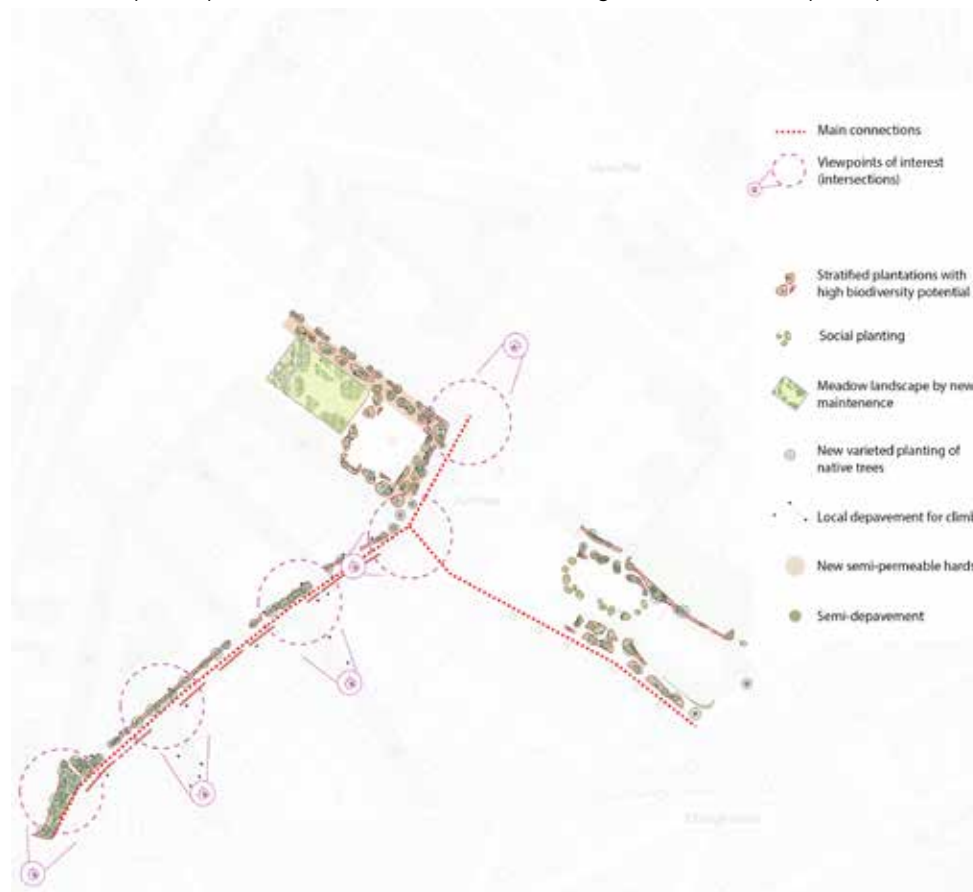 Main connections
Viewpoints of interest
(intersections)
Stratified plantations with
high biodiversity potential
Social planting
Meadow landscape by new
maintenence
New varieted planting of
native trees
Local depavement for climb
New semi-permeable hards
Semi-depavement